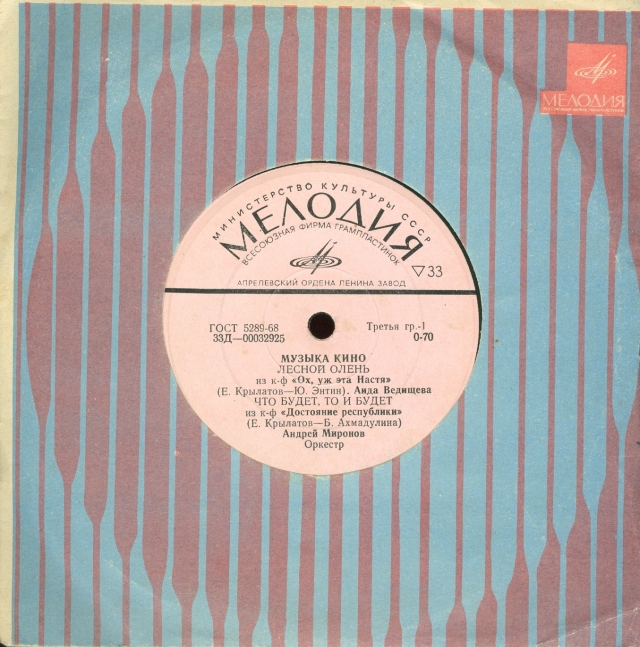 МЕЛОДИЯ
МИНИСТЕРСТВО КУЛЬТУРЫ СССР
МЕЛОДИЯ
ВСЕСОЮЗНАЯ ФИРМА ГРАМПЛАСТИНОК
▽33
АПРЕЛЕВСКИЙ ОРДЕНА ЛЕНИНА ЗАВОД
ГОСТ 5289-68 Третья гр.-1
33Д—00032925 0-70
МУЗЫКА КИНО
ЛЕСНОЙ ОЛЕНЬ
из к-ф «Ох, уж эта Настя»
(Е. Крылатов—Ю. Энтин). Аида Ведищева
ЧТО БУДЕТ, ТО И БУДЕТ
из к-ф «Достояние республики»
(Е. Крылатов—Б. Ахмадулина)
Андрей Миронов
Оркестр